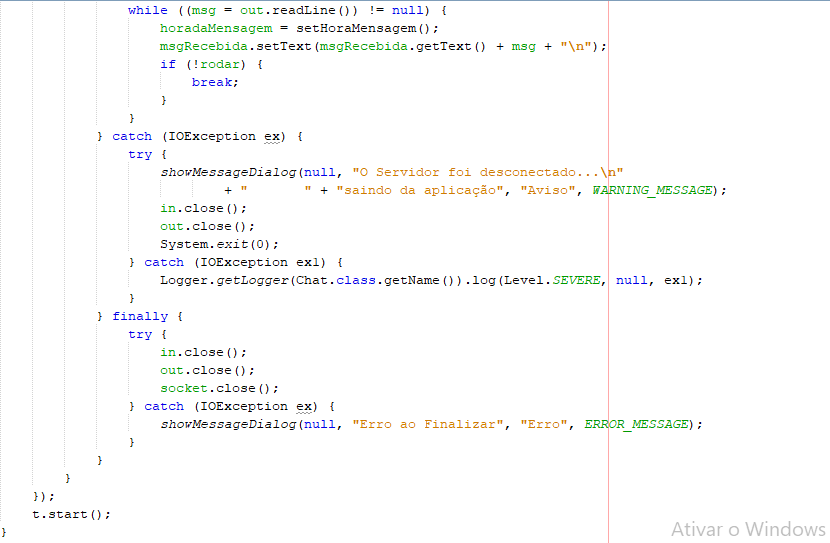 while ((msg = out.readLine()) != null) {
horadaMensagem = setHoraMensagem();
msgRecebida.setText(msgRecebida.getText() + msg + "\n");
if (!rodar) {
break;
}
}
} catch (IOException ex) {
try {
showMessageDialog(null, "O Servidor foi desconectado...\n"
+ "       " + "saindo da aplicação", "Aviso", WARNING_MESSAGE);
in.close();
out.close();
System.exit(0);
} catch (IOException ex1) {
Logger.getLogger(Chat.class.getName()).log(Level.SEVERE, null, ex1);
}
} finally {
try {
in.close();
out.close();
socket.close();
} catch (IOException ex) {
showMessageDialog(null, "Erro ao Finalizar", "Erro", ERROR_MESSAGE);
}
}
}
});
t.start();
}
Ativar o Windows